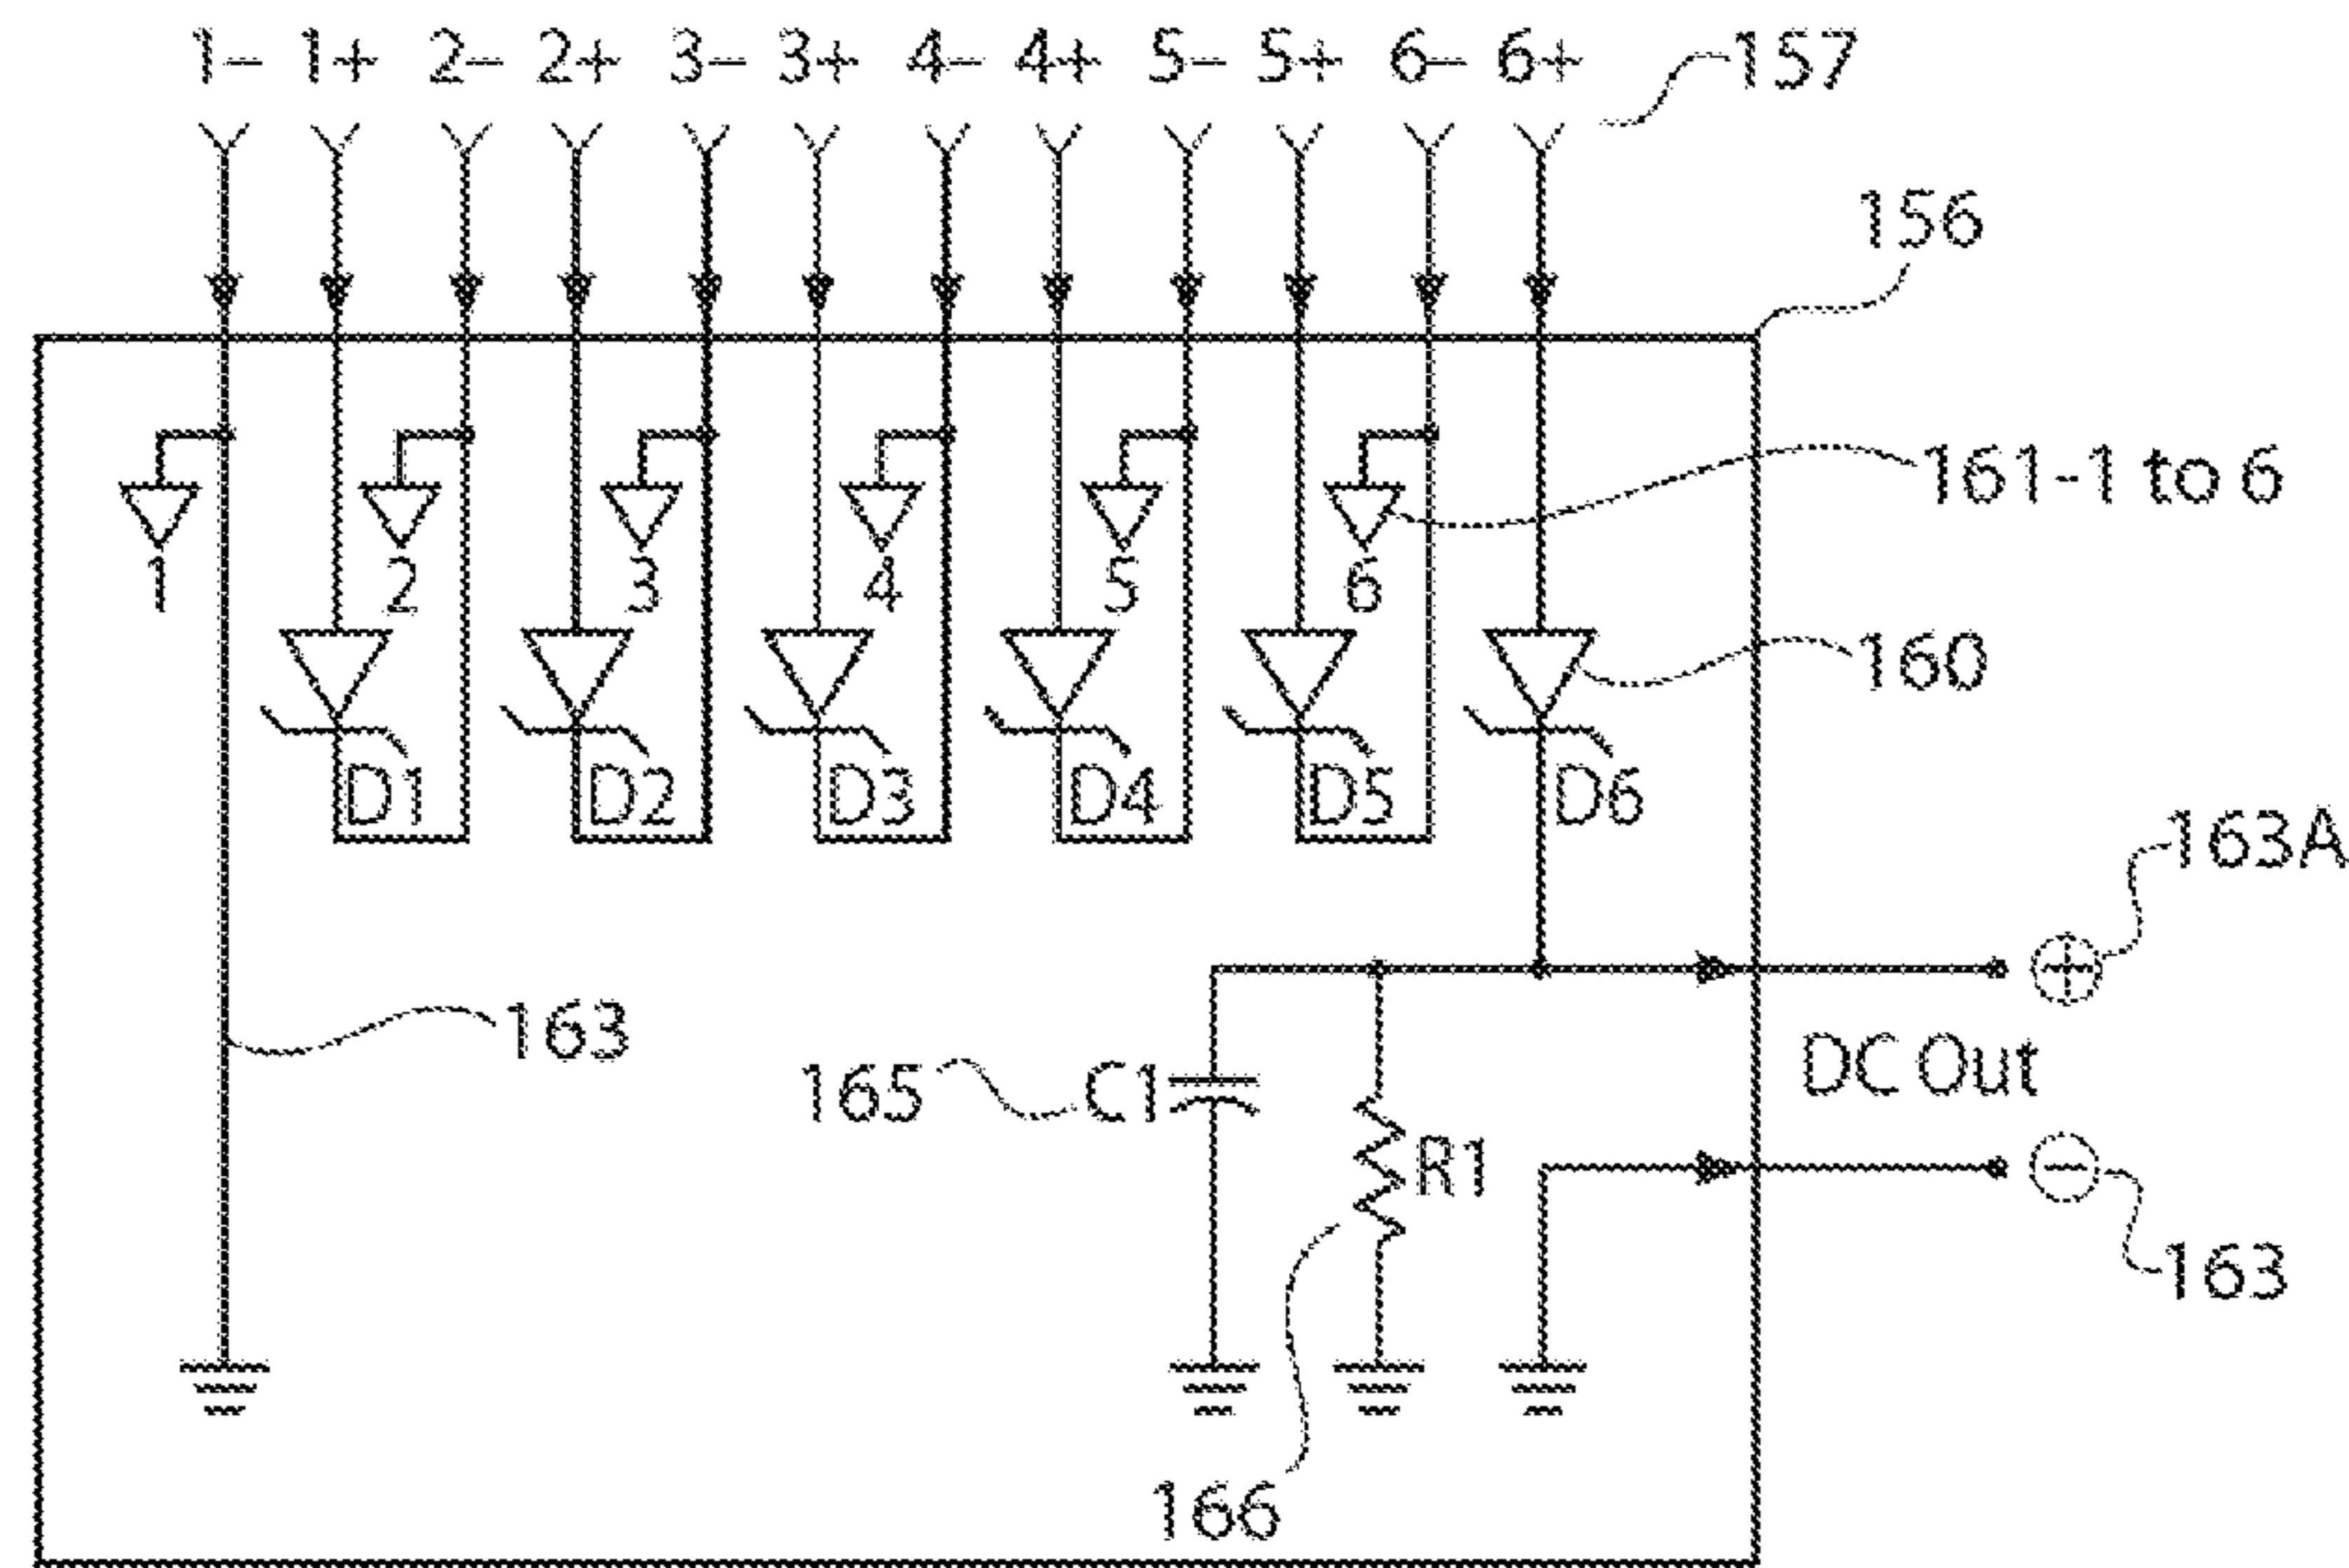 1- 1+ 2- 2+ 3- 3+ 4- 4+ 5- 5+ 6- 6+ 157
156
161-1 to 6
1 2 3 4 5 6
160
D1 D2 D3 D4 D5 D6
163A
163
165 C1
DC Out
R1
163
166